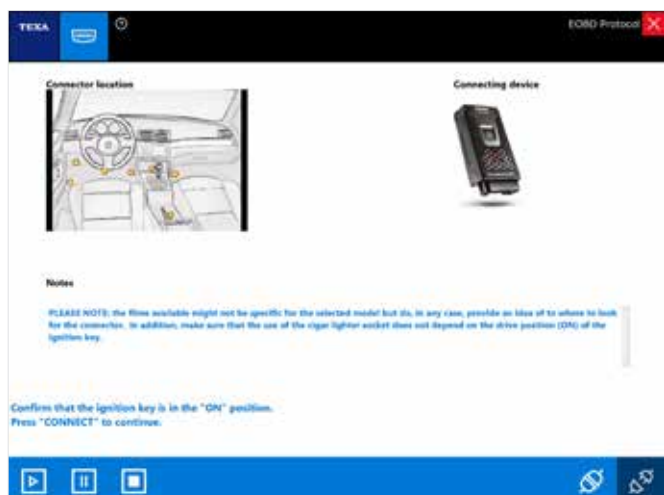 TEXA
EOBD Protocol
Connector location
Connecting device
Notes
PLEASE NOTE: the films available might not be specific for the selected model but do, in any case, provide an idea of to where to look
for the connector. In addition, make sure that the use of the cigar lighter socket does not depend on the drive position (ON) of the
ignition key.
Confirm that the ignition key is in the "ON" position.
Press "CONNECT" to continue.